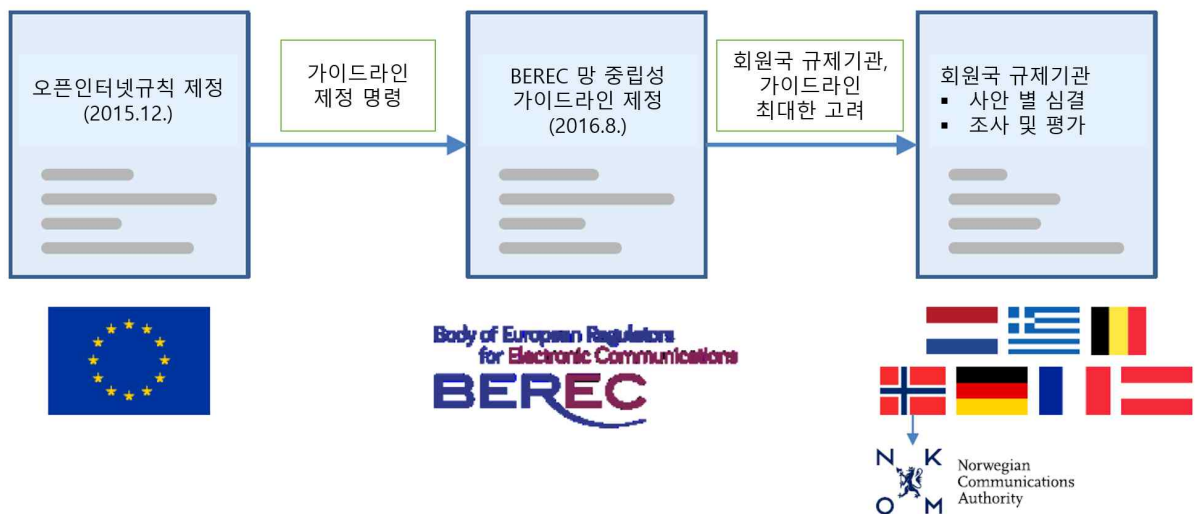 오픈인터넷규칙 제정
(2015.12.)
가이드라인
제정 명령
BEREC 망 중립성
가이드라인 제정
(2016.8.)
회원국 규제기관,
가이드라인
최대한 고려
회원국 규제기관
▪ 사안 별 심결
▪ 조사 및 평가
Body of European Regulators
for Electronic Communications
BEREC
N K
O M
Norwegian
Communications
Authority